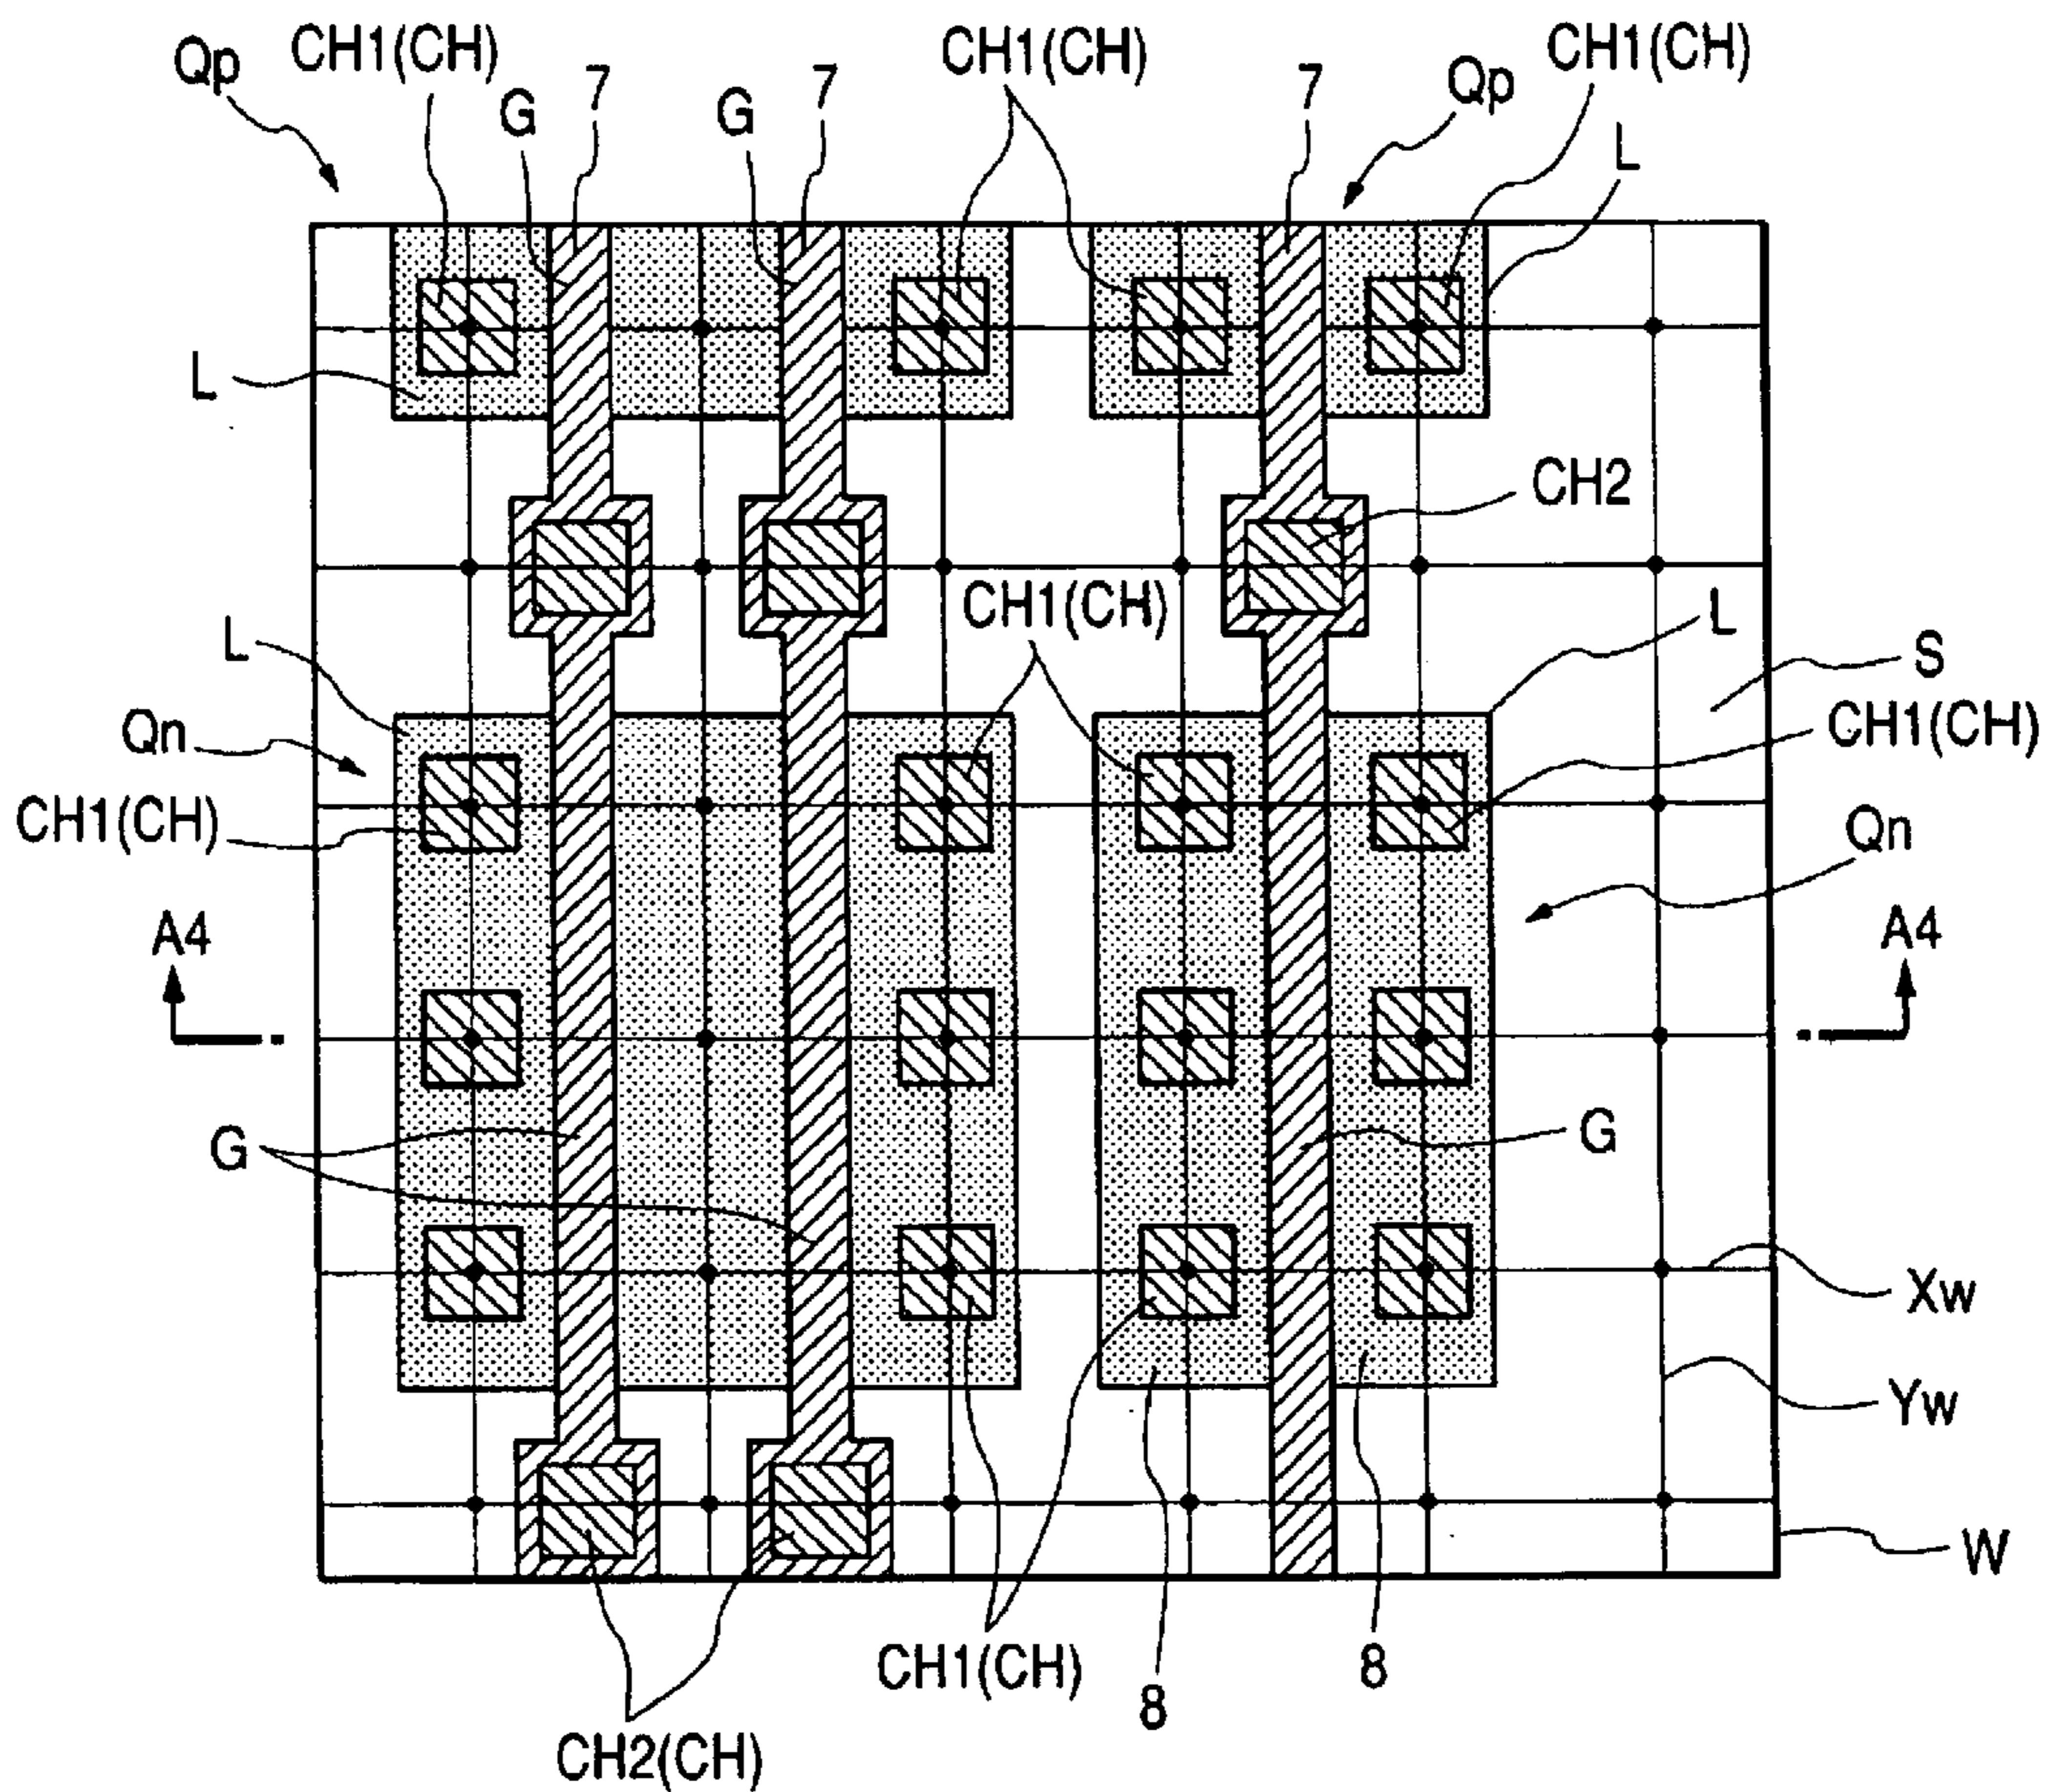 Qp
CH1(CH)
G
7
G
7
CH1(CH)
7
Qp
CH1(CH)
L
L
CH2
CH1(CH)
L
L
S
Qn
CH1(CH)
CH1(CH)
Qn
A4
A4
G
G
Xw
Yw
W
CH1(CH)
8
8
CH2(CH)